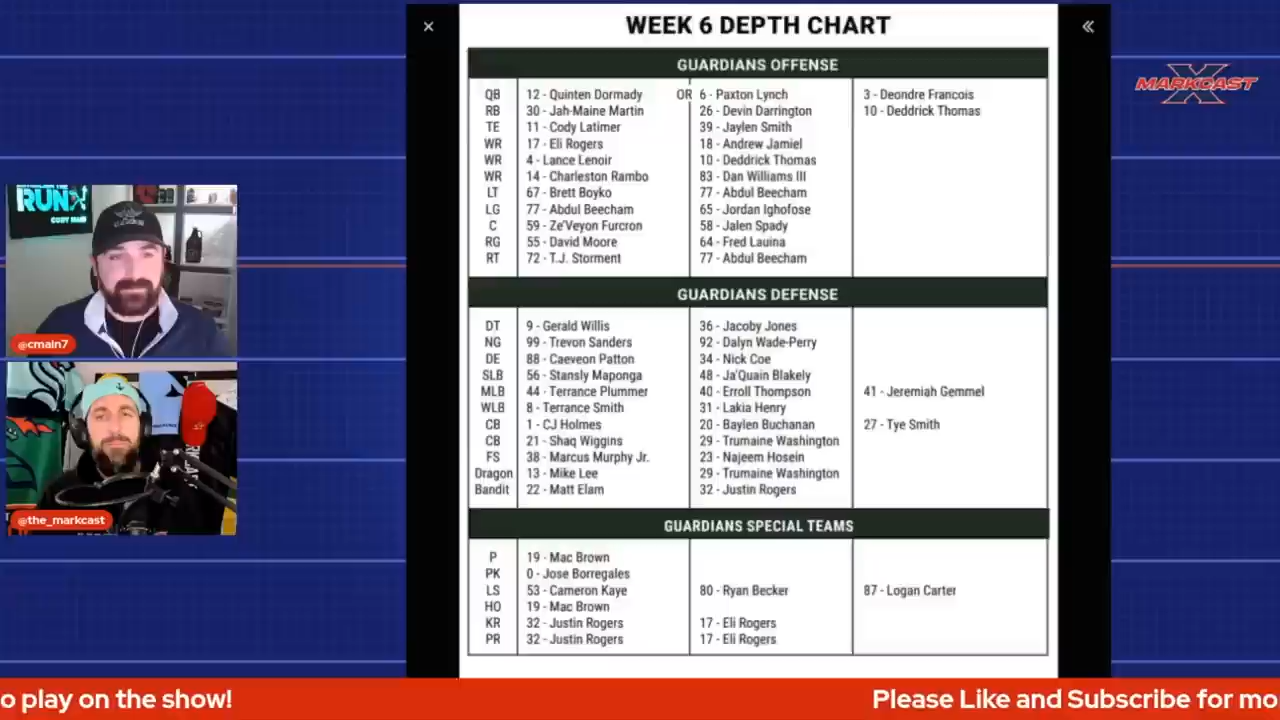 WEEK 6 DEPTH CHART
GUARDIANS OFFENSE
QB 12 - Quinten Dormady OR 6 - Paxton Lynch 3 - Deondre Francois
RB 30 - Jah-Maine Martin 26 - Devin Darrington 10 - Deddrick Thomas
TE 11 - Cody Latimer 39 - Jaylen Smith
WR 17 - Eli Rogers 18 - Andrew Jamiel
WR 4 - Lance Lenoir 10 - Deddrick Thomas
WR 14 - Charleston Rambo 83 - Dan Williams III
LT 67 - Brett Boyko 77 - Abdul Beecham
LG 77 - Abdul Beecham 65 - Jordan Ighofose
C 59 - Ze'Veyon Furcron 58 - Jalen Spady
RG 55 - David Moore 64 - Fred Lauina
RT 72 - T.J. Storment 77 - Abdul Beecham
GUARDIANS DEFENSE
DT 9 - Gerald Willis 36 - Jacoby Jones
NG 99 - Trevon Sanders 92 - Dalyn Wade-Perry
DE 88 - Caeveon Patton 34 - Nick Coe
SLB 56 - Stansly Maponga 48 - Ja'Quain Blakely
MLB 44 - Terrance Plummer 40 - Erroll Thompson 41 - Jeremiah Gemmel
WLB 8 - Terrance Smith 31 - Lakia Henry
CB 1 - CJ Holmes 20 - Baylen Buchanan 27 - Tye Smith
CB 21 - Shaq Wiggins 29 - Trumaine Washington
FS 38 - Marcus Murphy Jr. 23 - Najeem Hosein
Dragon 13 - Mike Lee 29 - Trumaine Washington
Bandit 22 - Matt Elam 32 - Justin Rogers
GUARDIANS SPECIAL TEAMS
P 19 - Mac Brown
PK 0 - Jose Borregales
LS 53 - Cameron Kaye 80 - Ryan Becker 87 - Logan Carter
HO 19 - Mac Brown
KR 32 - Justin Rogers 17 - Eli Rogers
PR 32 - Justin Rogers 17 - Eli Rogers
MARKCAST
RUN
@cmain7
@the_markcast
o play on the show!
Please Like and Subscribe for mo